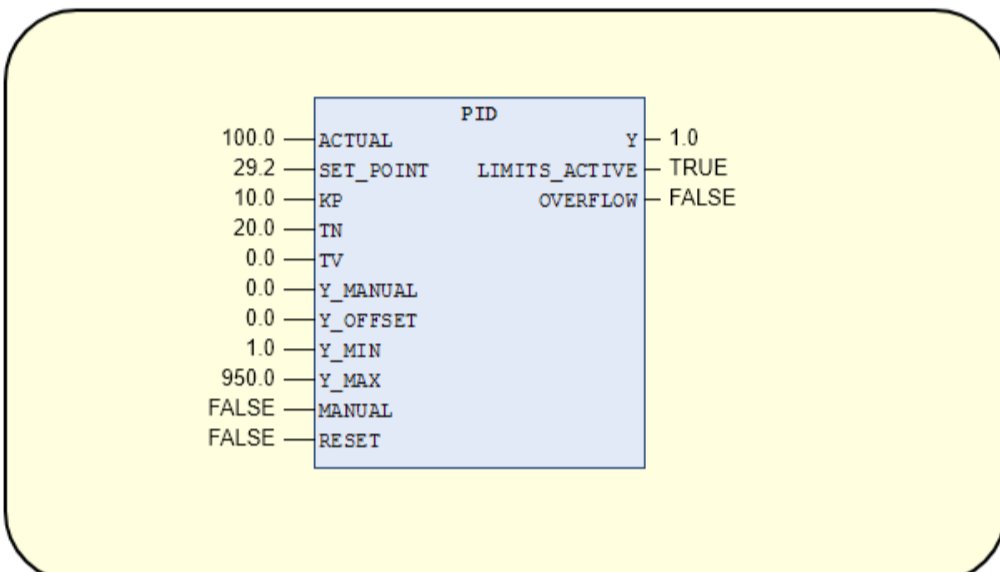 PID
100.0 ACTUAL Y 1.0
29.2 SET_POINT LIMITS_ACTIVE TRUE
10.0 KP OVERFLOW FALSE
20.0 TN
0.0 TV
0.0 Y_MANUAL
0.0 Y_OFFSET
1.0 Y_MIN
950.0 Y_MAX
FALSE MANUAL
FALSE RESET